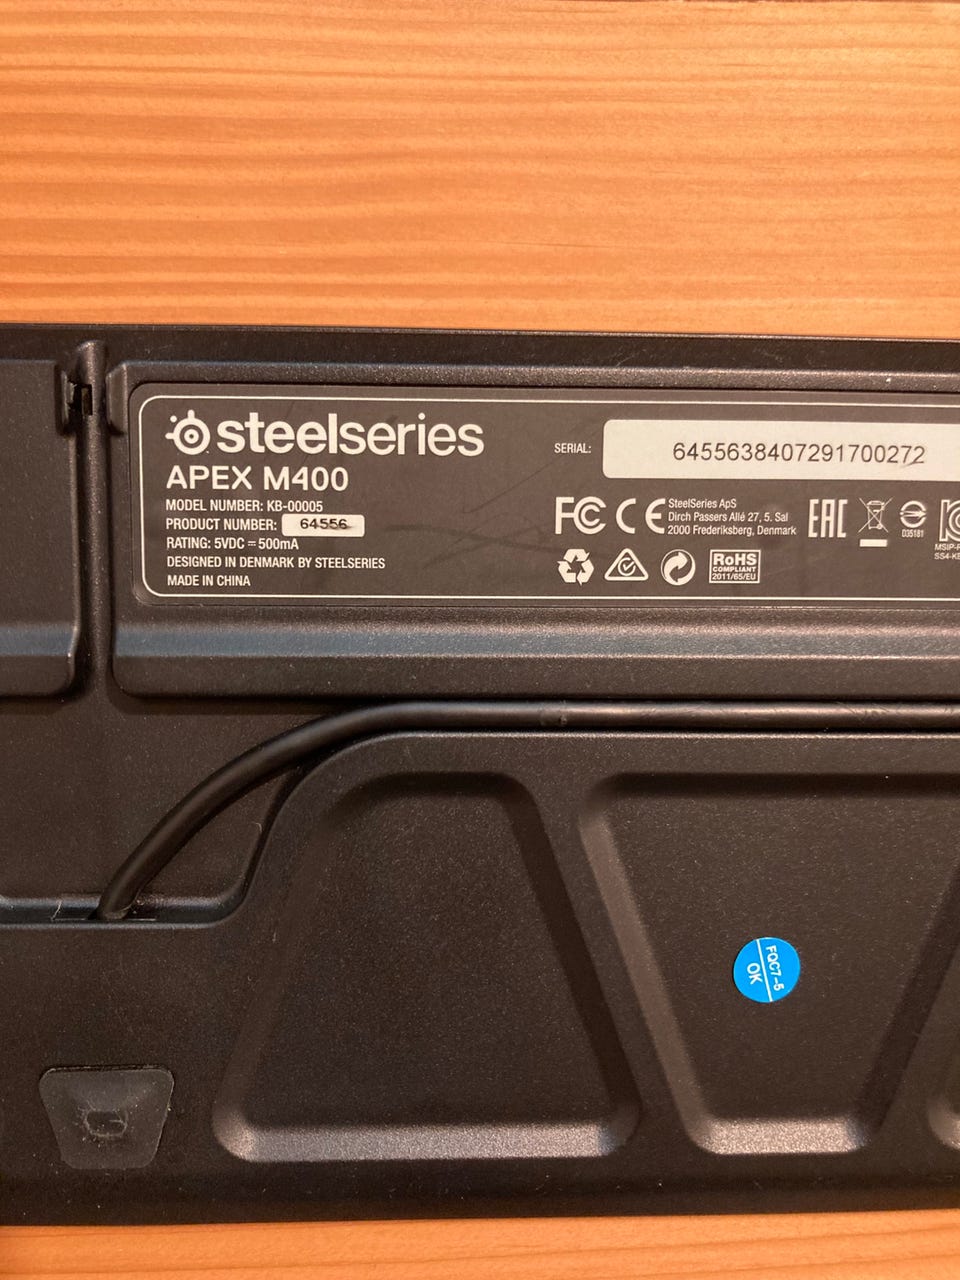 steelseries
APEX M400
MODEL NUMBER: KB-00005
PRODUCT NUMBER: 64556
RATING: 5VDC ⎓ 500mA
DESIGNED IN DENMARK BY STEELSERIES
MADE IN CHINA
SERIAL: 6455638407291700272
FC CE
SteelSeries ApS
Dirch Passers Allé 27, 5. Sal
2000 Frederiksberg, Denmark
EAC
D35181
RoHS
COMPLIANT
2011/65/EU
FQC7-5
OK